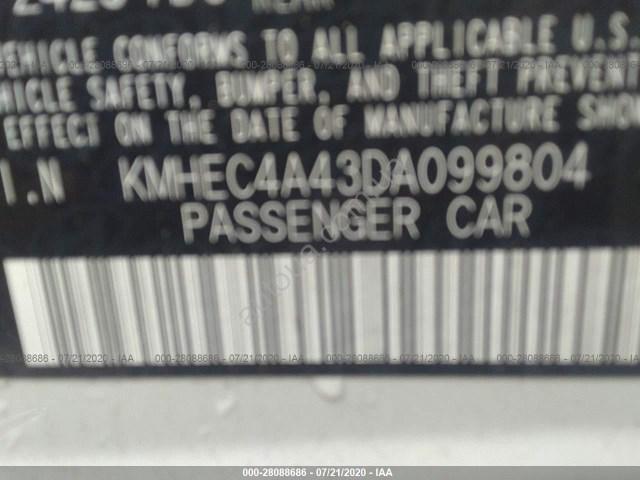 VEHICLE CONFORMS TO ALL APPLICABLE U.S.
HICLE SAFETY, BUMPER, AND THEFT PREVENT
EFFECT ON THE DATE OF MANUFACTURE SHOW
I.N KMHEC4A43DA099804
PASSENGER CAR
000-28088686 | 07/21/2020 - IAA